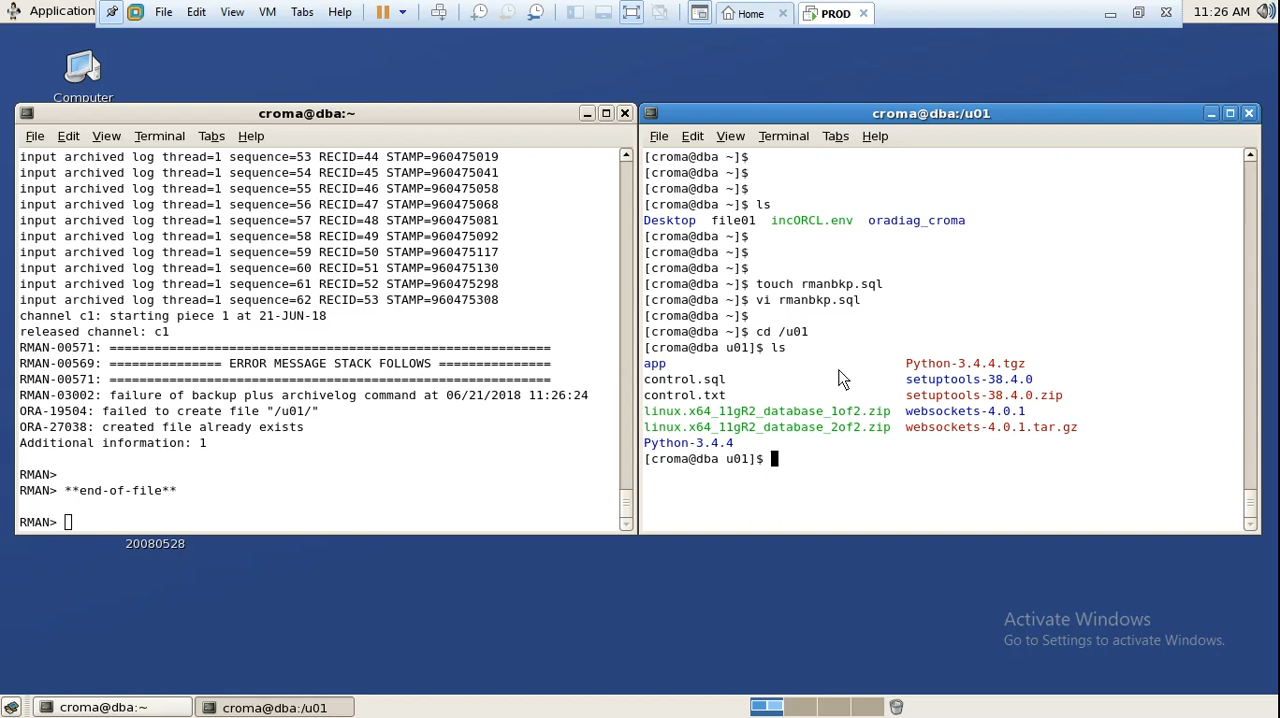 Application File Edit View VM Tabs Help Home PROD 11:26 AM
Computer
croma@dba:~
File Edit View Terminal Tabs Help
input archived log thread=1 sequence=53 RECID=44 STAMP=960475019
input archived log thread=1 sequence=54 RECID=45 STAMP=960475041
input archived log thread=1 sequence=55 RECID=46 STAMP=960475058
input archived log thread=1 sequence=56 RECID=47 STAMP=960475068
input archived log thread=1 sequence=57 RECID=48 STAMP=960475081
input archived log thread=1 sequence=58 RECID=49 STAMP=960475092
input archived log thread=1 sequence=59 RECID=50 STAMP=960475117
input archived log thread=1 sequence=60 RECID=51 STAMP=960475130
input archived log thread=1 sequence=61 RECID=52 STAMP=960475298
input archived log thread=1 sequence=62 RECID=53 STAMP=960475308
channel c1: starting piece 1 at 21-JUN-18
released channel: c1
RMAN-00571: ===========================================================
RMAN-00569: =============== ERROR MESSAGE STACK FOLLOWS ===============
RMAN-00571: ===========================================================
RMAN-03002: failure of backup plus archivelog command at 06/21/2018 11:26:24
ORA-19504: failed to create file "/u01/"
ORA-27038: created file already exists
Additional information: 1
RMAN>
RMAN> **end-of-file**
RMAN>
20080528
croma@dba:/u01
File Edit View Terminal Tabs Help
[croma@dba ~]$
[croma@dba ~]$
[croma@dba ~]$
[croma@dba ~]$ ls
Desktop file01 incORCL.env oradiag_croma
[croma@dba ~]$
[croma@dba ~]$
[croma@dba ~]$
[croma@dba ~]$ touch rmanbkp.sql
[croma@dba ~]$ vi rmanbkp.sql
[croma@dba ~]$
[croma@dba ~]$ cd /u01
[croma@dba u01]$ ls
app Python-3.4.4.tgz
control.sql setuptools-38.4.0
control.txt setuptools-38.4.0.zip
linux.x64_11gR2_database_1of2.zip websockets-4.0.1
linux.x64_11gR2_database_2of2.zip websockets-4.0.1.tar.gz
Python-3.4.4
[croma@dba u01]$
Activate Windows
Go to Settings to activate Windows.
croma@dba:~ croma@dba:/u01